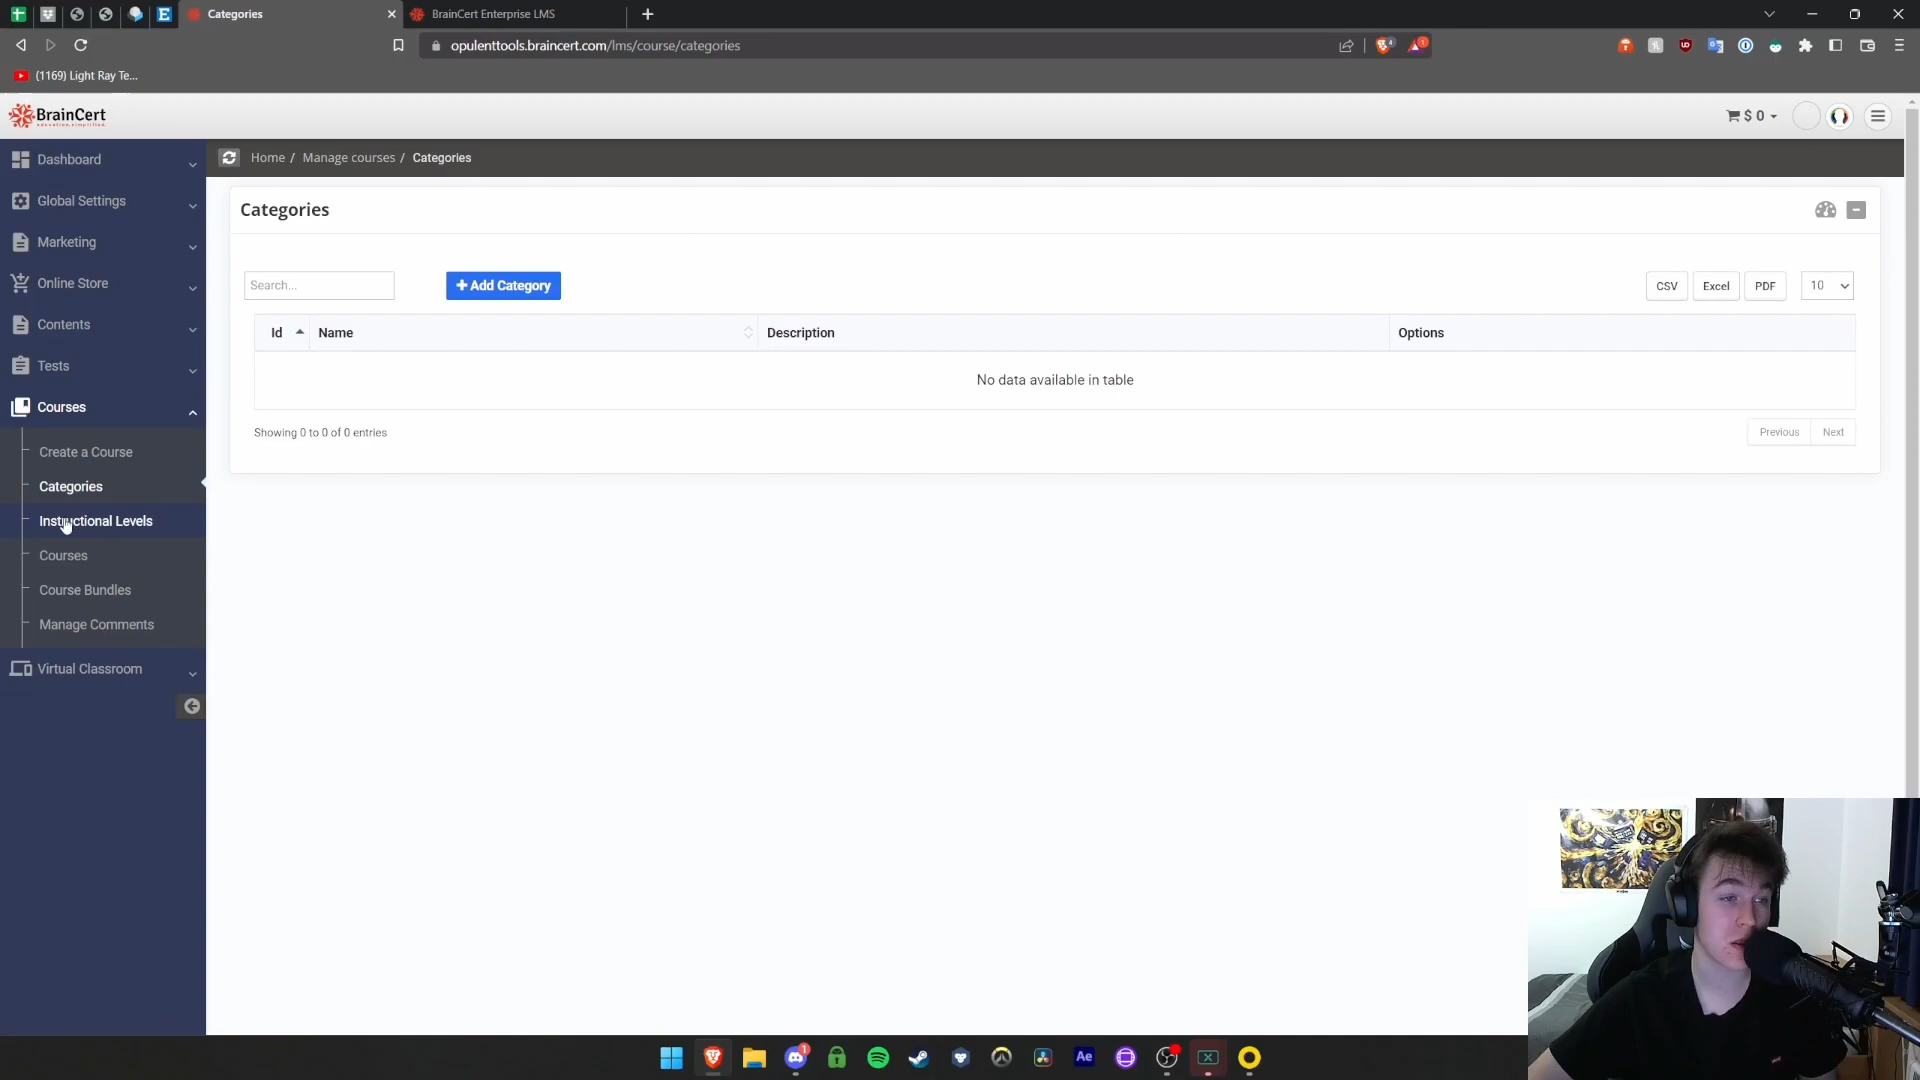 Categories
BrainCert Enterprise LMS
opulenttools.braincert.com/lms/course/categories
(1169) Light Ray Te...
BrainCert
$ 0
Dashboard
Global Settings
Marketing
Online Store
Contents
Tests
Courses
Create a Course
Categories
Instructional Levels
Courses
Course Bundles
Manage Comments
Virtual Classroom
Home / Manage courses / Categories
Categories
Search...
+ Add Category
CSV Excel PDF 10
Id Name Description Options
No data available in table
Showing 0 to 0 of 0 entries
Previous Next
Ae